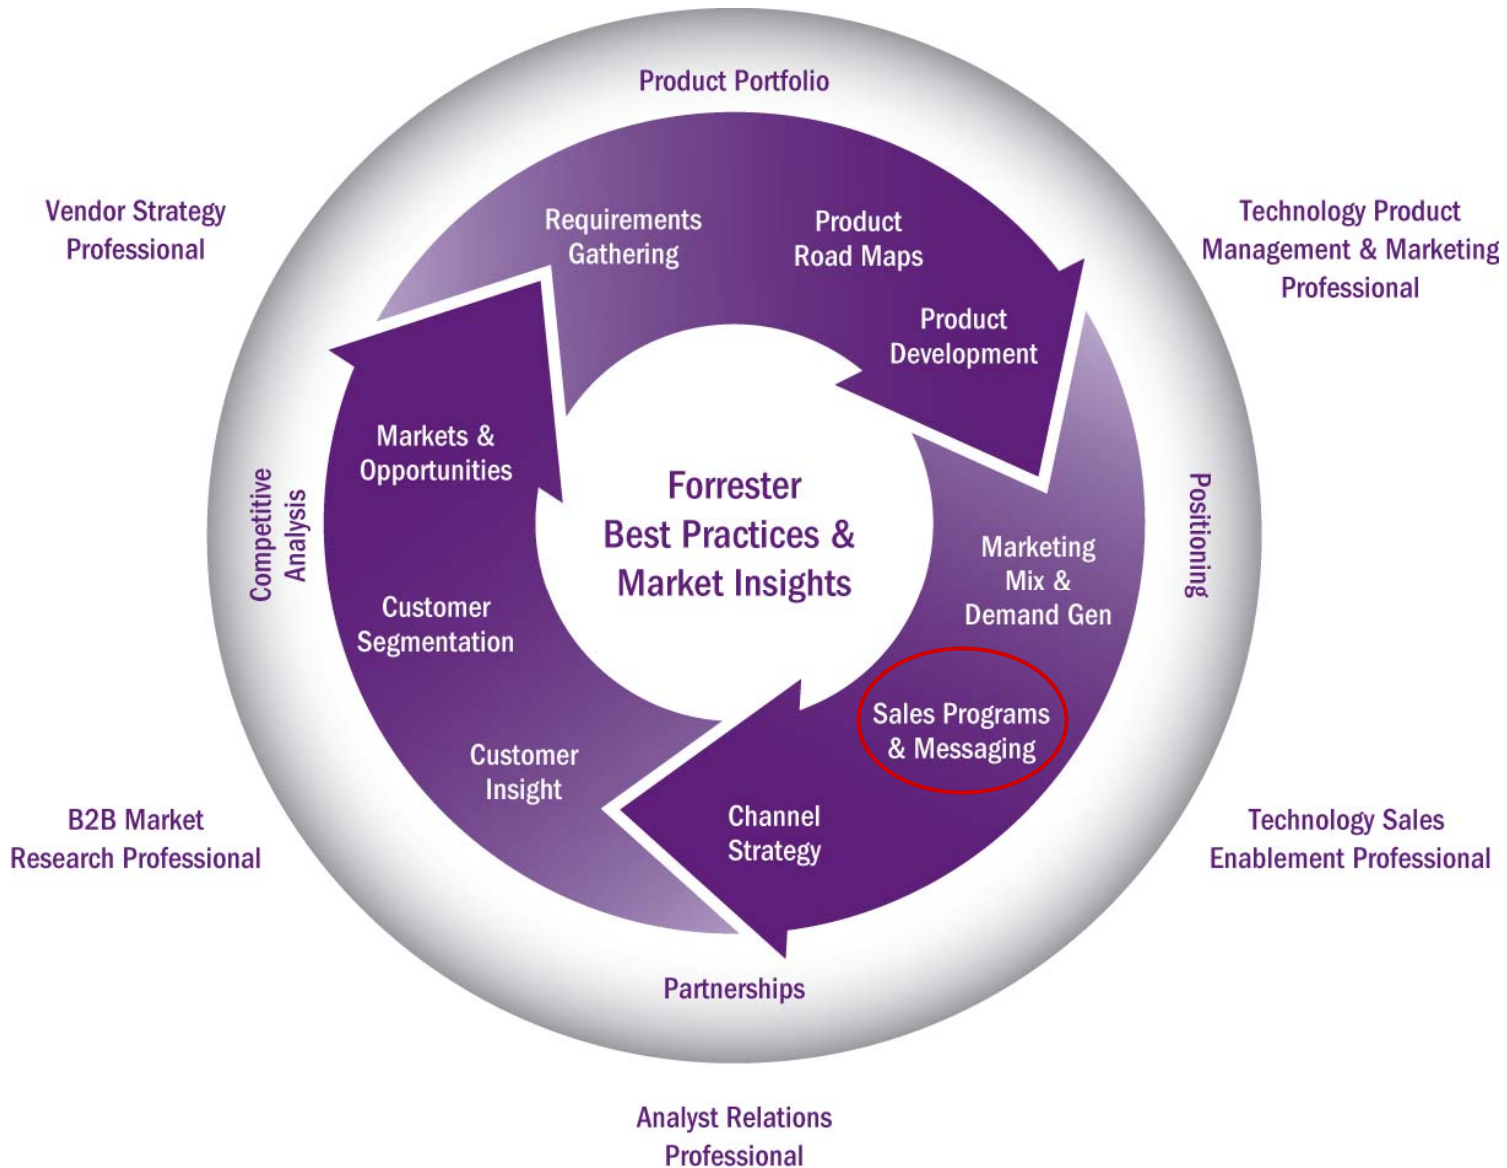 Product Portfolio
Vendor Strategy
Professional
Technology Product
Management & Marketing
Professional
Requirements
Gathering
Product
Road Maps
Product
Development
Markets &
Opportunities
Competitive
Analysis
Forrester
Best Practices &
Market Insights
Positioning
Marketing
Mix &
Demand Gen
Customer
Segmentation
Sales Programs
& Messaging
Customer
Insight
Channel
Strategy
B2B Market
Research Professional
Technology Sales
Enablement Professional
Partnerships
Analyst Relations
Professional